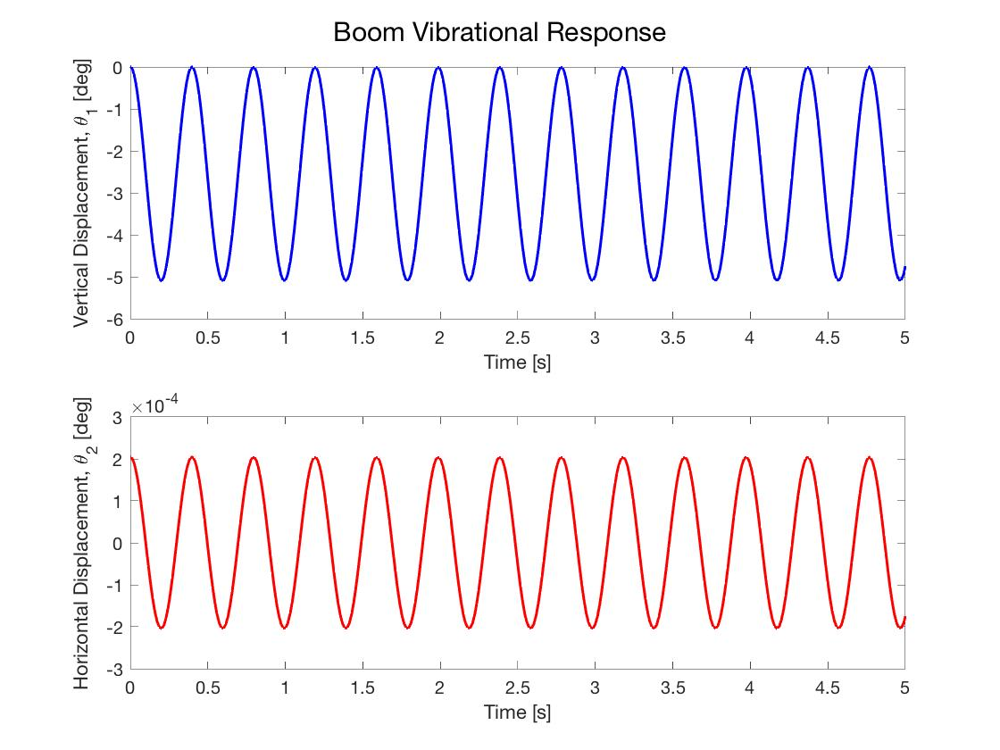 Boom Vibrational Response
Vertical Displacement, θ1 [deg]
0
-1
-2
-3
-4
-5
-6
0 0.5 1 1.5 2 2.5 3 3.5 4 4.5 5
Time [s]
×10-4
Horizontal Displacement, θ2 [deg]
3
2
1
0
-1
-2
-3
0 0.5 1 1.5 2 2.5 3 3.5 4 4.5 5
Time [s]